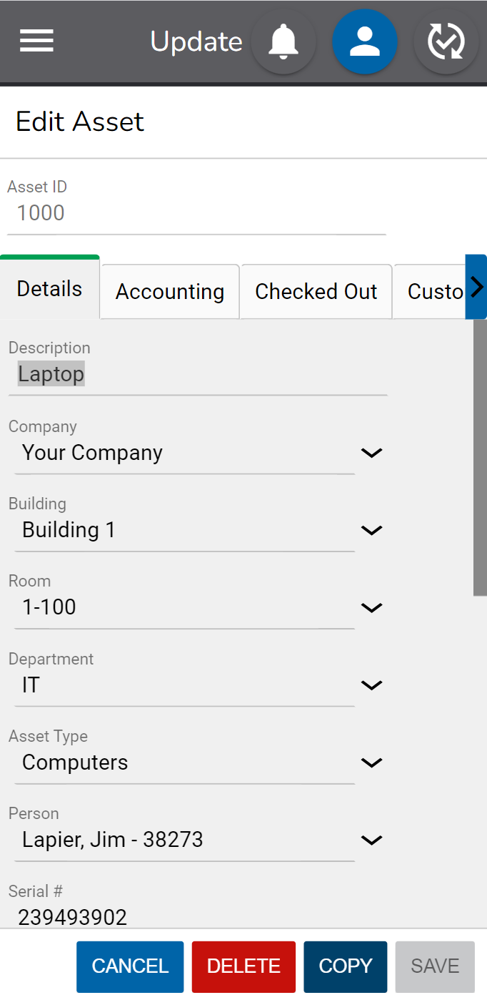 Update
Edit Asset
Asset ID
1000
Details Accounting Checked Out Custo
Description
Laptop
Company
Your Company
Building
Building 1
Room
1-100
Department
IT
Asset Type
Computers
Person
Lapier, Jim - 38273
Serial #
239493902
CANCEL DELETE COPY SAVE